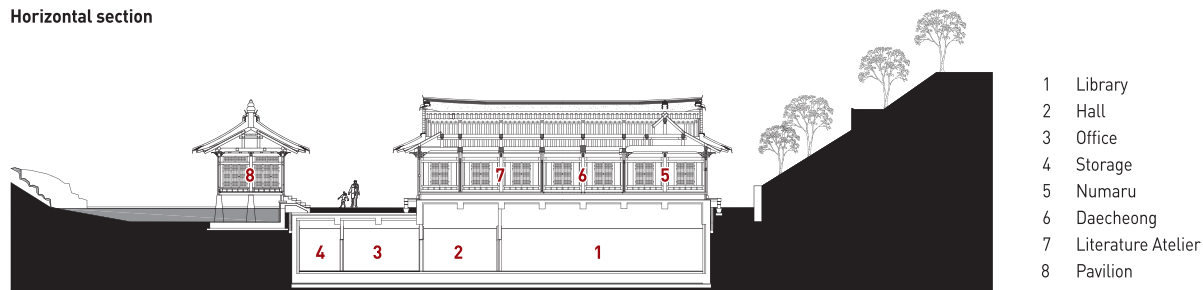 Horizontal section
8
7
6
5
4
3
2
1
1 Library
2 Hall
3 Office
4 Storage
5 Numaru
6 Daecheong
7 Literature Atelier
8 Pavilion